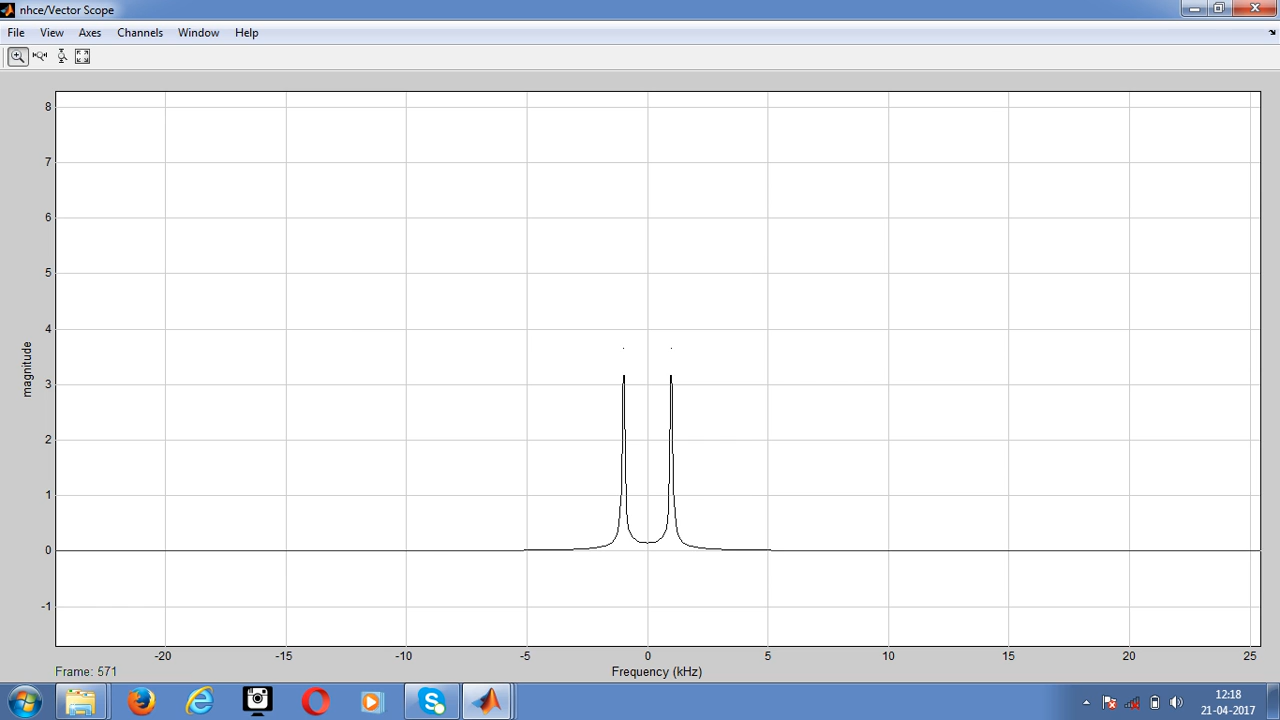 nhce/Vector Scope
File View Axes Channels Window Help
8
7
6
5
4
3
2
1
0
-1
magnitude
-20 -15 -10 -5 0 5 10 15 20 25
Frame: 571
Frequency (kHz)
12:18
21-04-2017